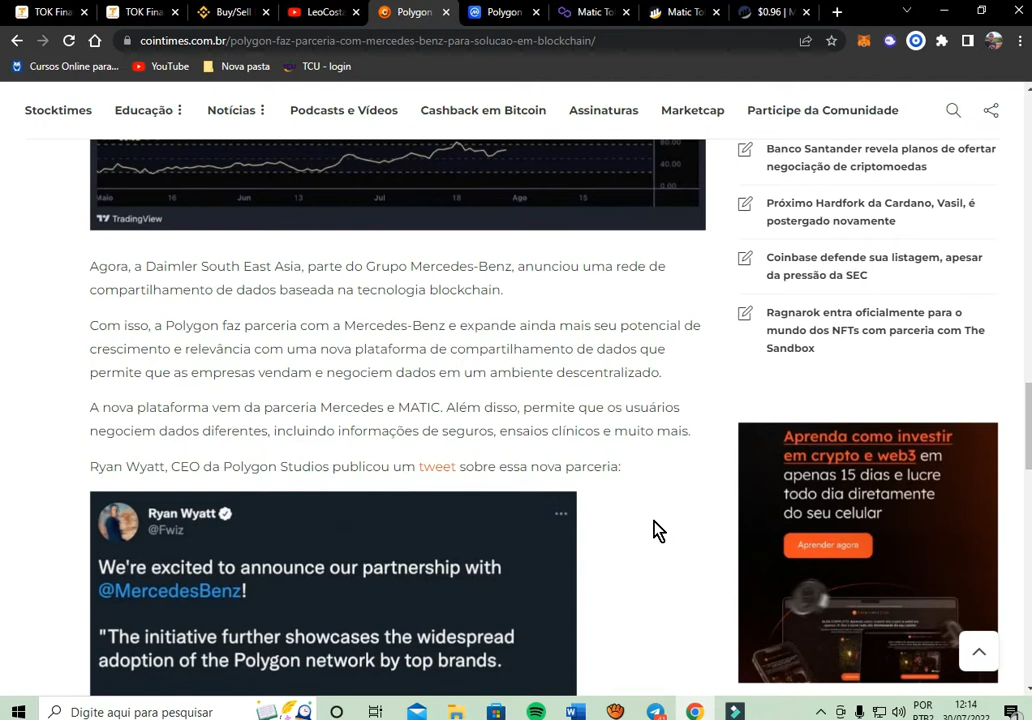 TOK Fin
TOK Fin
Buy/Sell
LeoCosta
Polygon
Polygon
Matic To
Matic To
$0.96 | M
cointimes.com.br/polygon-faz-parceria-com-mercedes-benz-para-solucao-em-blockchain/
Cursos Online para...
YouTube
Nova pasta
TCU - login
Stocktimes
Educação
Notícias
Podcasts e Vídeos
Cashback em Bitcoin
Assinaturas
Marketcap
Participe da Comunidade
80.00
40.00
0.00
Maio 16 Jun 13 Jul 18 Ago 15
TradingView
Agora, a Daimler South East Asia, parte do Grupo Mercedes-Benz, anunciou uma rede de
compartilhamento de dados baseada na tecnologia blockchain.
Com isso, a Polygon faz parceria com a Mercedes-Benz e expande ainda mais seu potencial de
crescimento e relevância com uma nova plataforma de compartilhamento de dados que
permite que as empresas vendam e negociem dados em um ambiente descentralizado.
A nova plataforma vem da parceria Mercedes e MATIC. Além disso, permite que os usuários
negociem dados diferentes, incluindo informações de seguros, ensaios clínicos e muito mais.
Ryan Wyatt, CEO da Polygon Studios publicou um tweet sobre essa nova parceria:
Ryan Wyatt
@Fwiz
We're excited to announce our partnership with
@MercedesBenz!
"The initiative further showcases the widespread
adoption of the Polygon network by top brands.
Banco Santander revela planos de ofertar
negociação de criptomoedas
Próximo Hardfork da Cardano, Vasil, é
postergado novamente
Coinbase defende sua listagem, apesar
da pressão da SEC
Ragnarok entra oficialmente para o
mundo dos NFTs com parceria com The
Sandbox
Aprenda como investir
em crypto e web3 em
apenas 15 dias e lucre
todo dia diretamente
do seu celular
Aprender agora
Digite aqui para pesquisar
POR
PTB2
12:14
30/07/2022